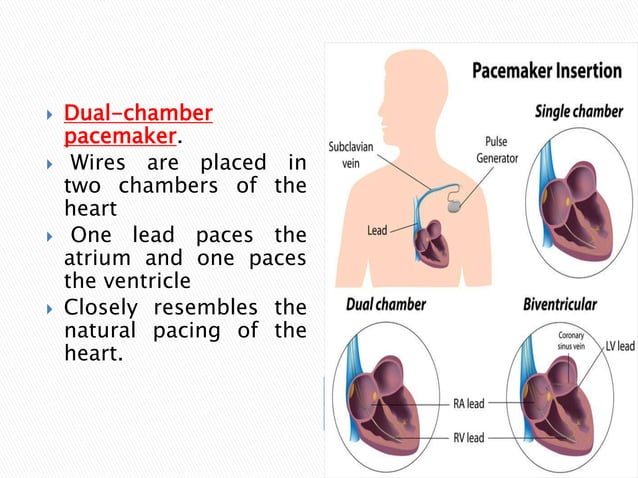 Dual-chamber
pacemaker.
Wires are placed in
two chambers of the
heart
One lead paces the
atrium and one paces
the ventricle
Closely resembles the
natural pacing of the
heart.
Pacemaker Insertion
Single chamber
Subclavian
vein
Pulse
Generator
Lead
Dual chamber
Biventricular
Coronary
sinus vein
LV lead
RA lead
RV lead